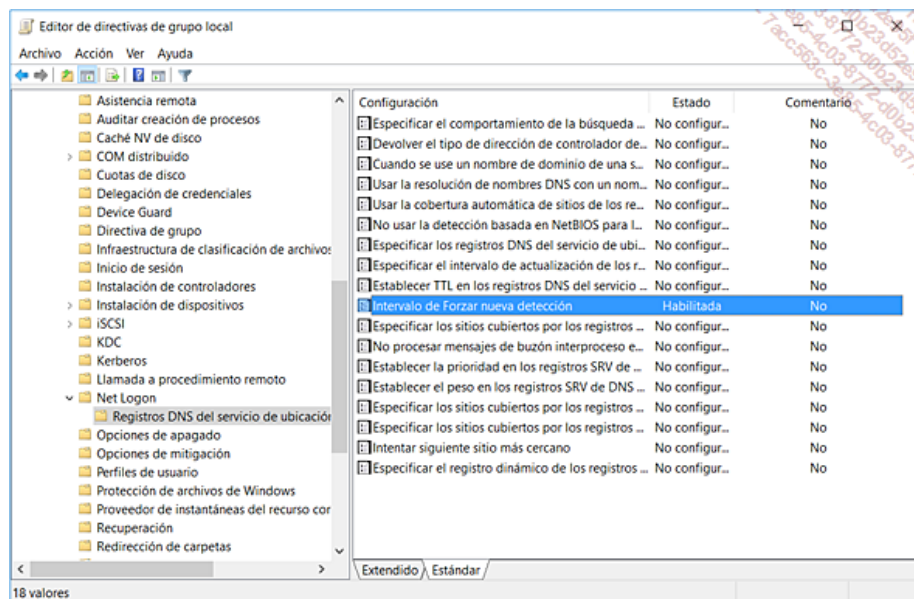 Editor de directivas de grupo local
Archivo Acción Ver Ayuda
Asistencia remota
Auditar creación de procesos
Caché NV de disco
COM distribuido
Cuotas de disco
Delegación de credenciales
Device Guard
Directiva de grupo
Infraestructura de clasificación de archivos
Inicio de sesión
Instalación de controladores
Instalación de dispositivos
iSCSI
KDC
Kerberos
Llamada a procedimiento remoto
Net Logon
Registros DNS del servicio de ubicación
Opciones de apagado
Opciones de mitigación
Perfiles de usuario
Protección de archivos de Windows
Proveedor de instantáneas del recurso cor
Recuperación
Redirección de carpetas
Configuración Estado Comentario
Especificar el comportamiento de la búsqueda ... No configur... No
Devolver el tipo de dirección de controlador de... No configur... No
Cuando se use un nombre de dominio de una s... No configur... No
Usar la resolución de nombres DNS con un nom... No configur... No
Usar la cobertura automática de sitios de los re... No configur... No
No usar la detección basada en NetBIOS para l... No configur... No
Especificar los registros DNS del servicio de ubi... No configur... No
Especificar el intervalo de actualización de los r... No configur... No
Establecer TTL en los registros DNS del servicio ... No configur... No
Intervalo de Forzar nueva detección Habilitada No
Especificar los sitios cubiertos por los registros ... No configur... No
No procesar mensajes de buzón interproceso e... No configur... No
Establecer la prioridad en los registros SRV de ... No configur... No
Establecer el peso en los registros SRV de DNS ... No configur... No
Especificar los sitios cubiertos por los registros ... No configur... No
Especificar los sitios cubiertos por los registros ... No configur... No
Intentar siguiente sitio más cercano No configur... No
Especificar el registro dinámico de los registros ... No configur... No
Extendido Estándar
18 valores